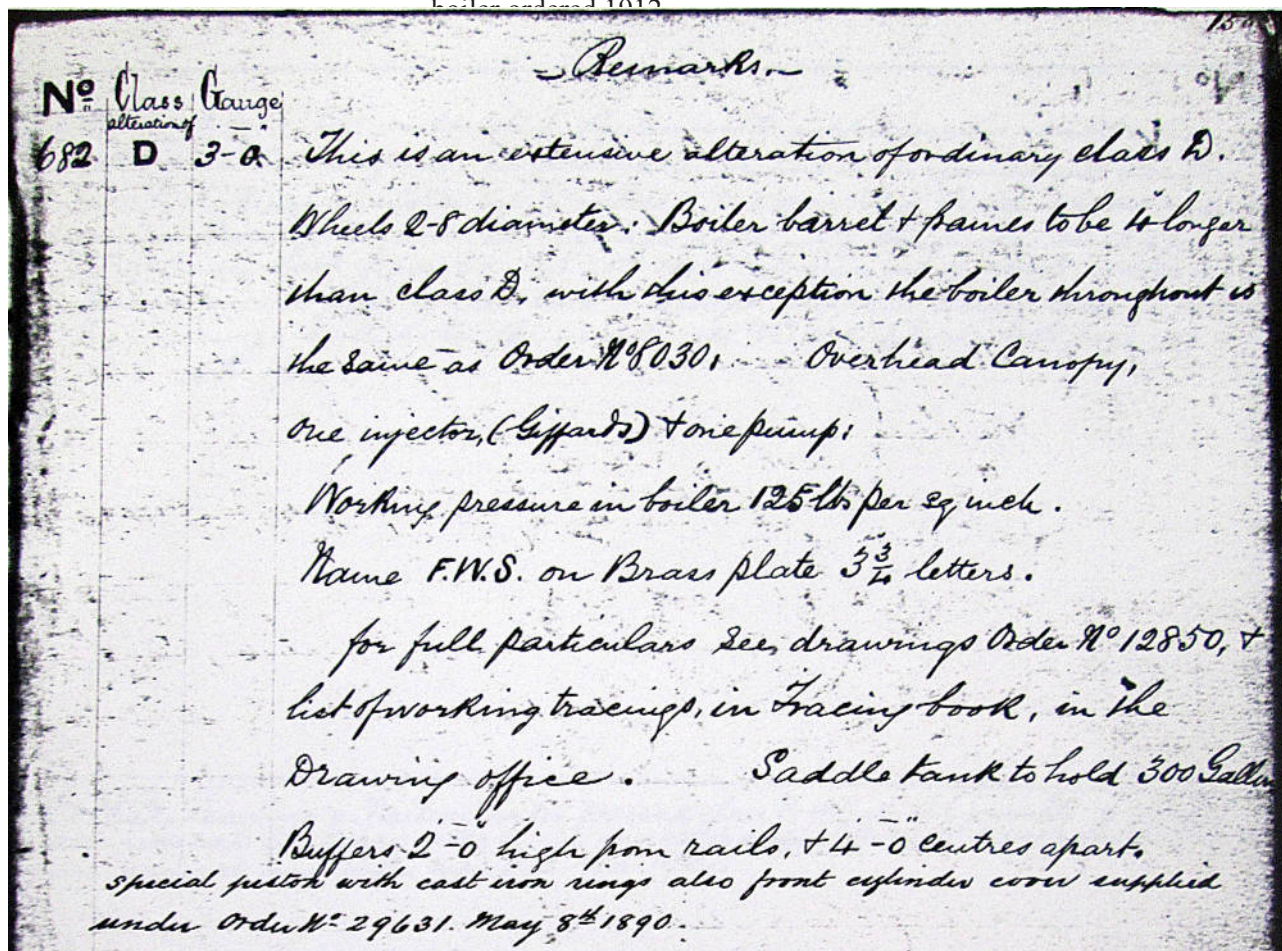 boiler ordered 1912
- Remarks. -
No Class Gauge
alteration of
682 D 3-0 This is an extensive alteration of ordinary class D.
Wheels 2-8 diameter. Boiler barrel & frames to be 4" longer
than class D, with this exception the boiler throughout is
the same as Order No 8030. Overhead Canopy,
one injector, (Giffards) & one pump:
Working pressure in boiler 125 lbs per sq inch.
Name F.W.S. on Brass plate 3 3/4 letters.
for full particulars see, drawings Order No 12850, &
list of working tracings, in Tracing book, in the
Drawing office. Saddle tank to hold 300 Gallon
Buffers 2-0" high from rails, & 4-0" centres apart.
special piston with cast iron rings also front cylinder cover supplied
under Order No 29631. May 8th 1890.